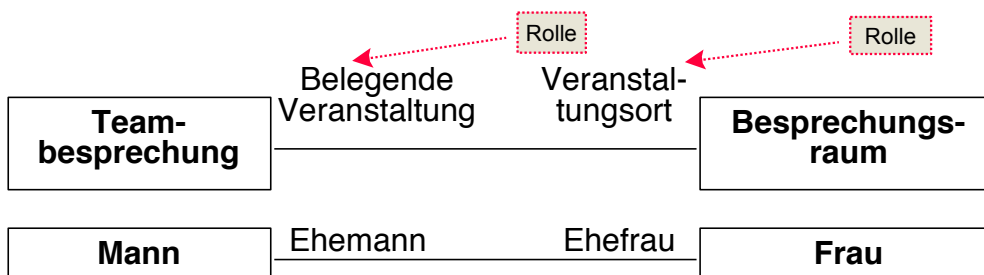 Rolle
Rolle
Belegende
Veranstaltung
Veranstal-
tungsort
Team-
besprechung
Besprechungs-
raum
Mann
Ehemann
Ehefrau
Frau